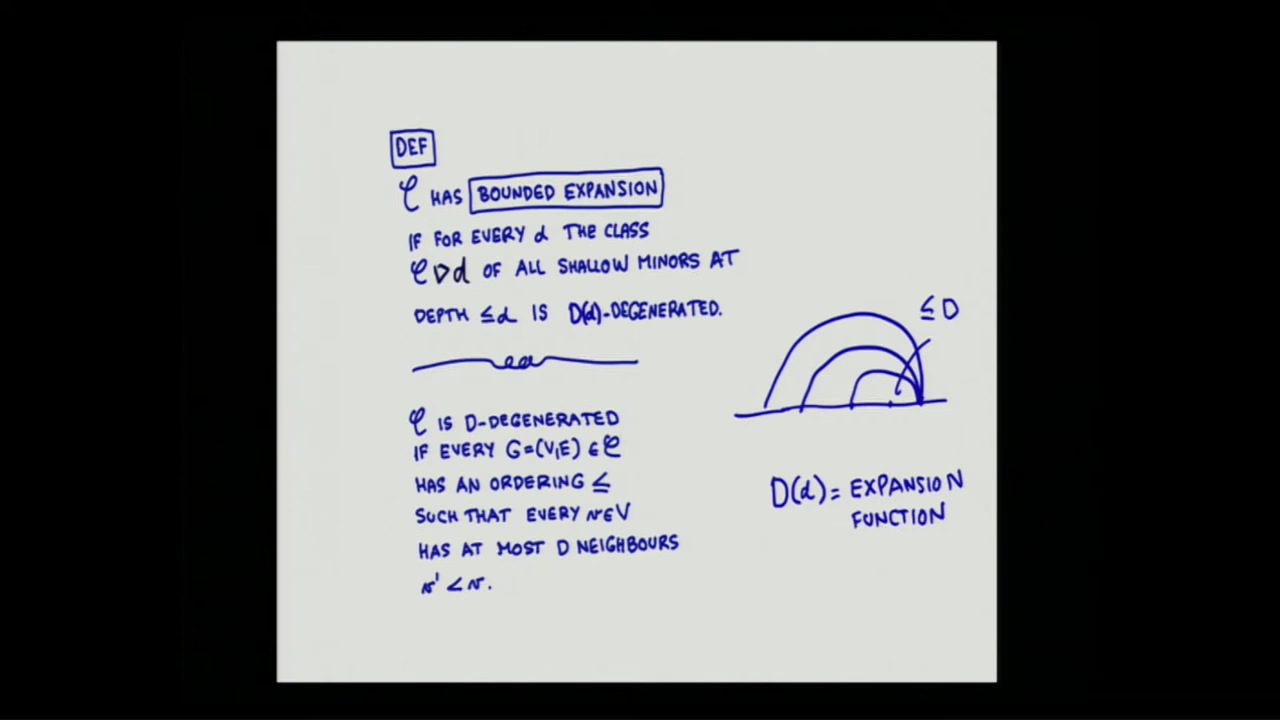 DEF
𝒞 HAS BOUNDED EXPANSION
IF FOR EVERY d THE CLASS
𝒞 ▽ d OF ALL SHALLOW MINORS AT
DEPTH ≤ d IS D(d)-DEGENERATED.
𝒞 IS D-DEGENERATED
IF EVERY G=(V,E) ∈ 𝒞
HAS AN ORDERING ≤
SUCH THAT EVERY v∈V
HAS AT MOST D NEIGHBOURS
v' < v.
≤ D
D(d) = EXPANSION
FUNCTION